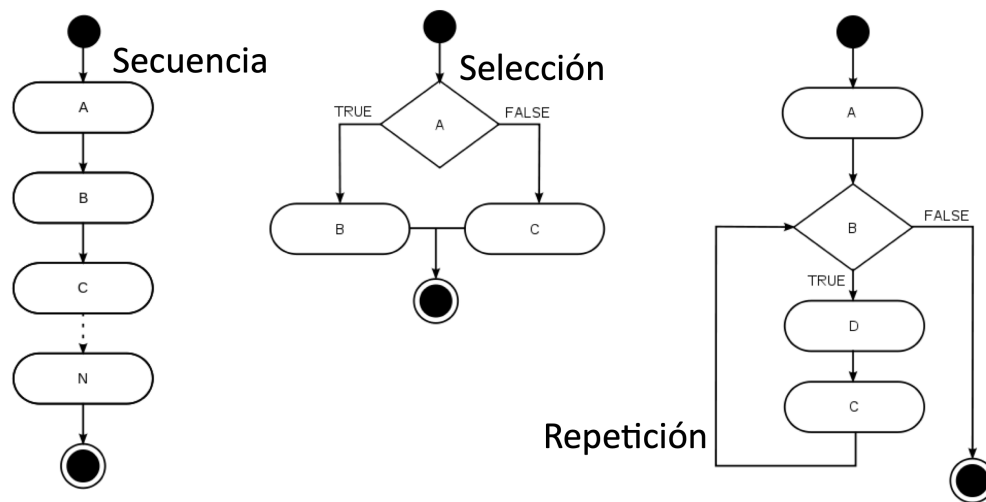 Secuencia
A
B
C
N
Selección
TRUE
FALSE
A
B
C
A
B
FALSE
TRUE
D
C
Repetición